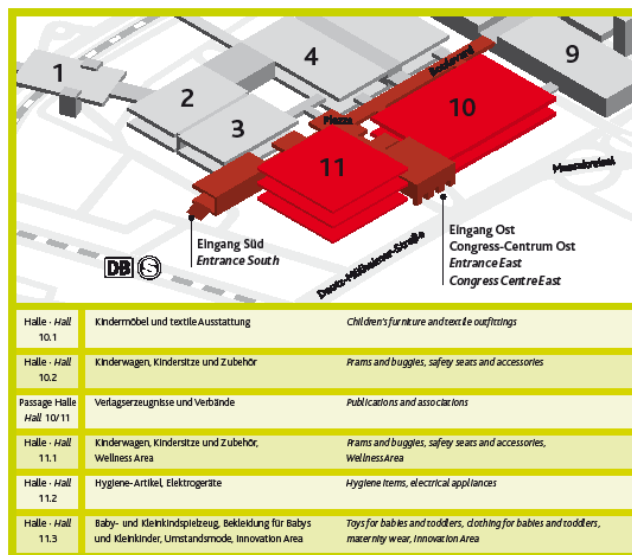 1
2
3
4
9
10
11
Boulevard
Piazza
Messekreisel
Eingang Süd
Entrance South
Eingang Ost
Congress-Centrum Ost
Entrance East
Congress Centre East
Deutz-Mülheimer-Straße
DB S
Halle · Hall 10.1
Kindermöbel und textile Ausstattung
Children's furniture and textile outfittings
Halle · Hall 10.2
Kinderwagen, Kindersitze und Zubehör
Prams and buggies, safety seats and accessories
Passage Halle
Hall 10/11
Verlagserzeugnisse und Verbände
Publications and associations
Halle · Hall 11.1
Kinderwagen, Kindersitze und Zubehör,
Wellness Area
Prams and buggies, safety seats and accessories,
Wellness Area
Halle · Hall 11.2
Hygiene-Artikel, Elektrogeräte
Hygiene items, electrical appliances
Halle · Hall 11.3
Baby- und Kleinkindspielzeug, Bekleidung für Babys
und Kleinkinder, Umstandsmode, Innovation Area
Toys for babies and toddlers, clothing for babies and toddlers,
maternity wear, Innovation Area